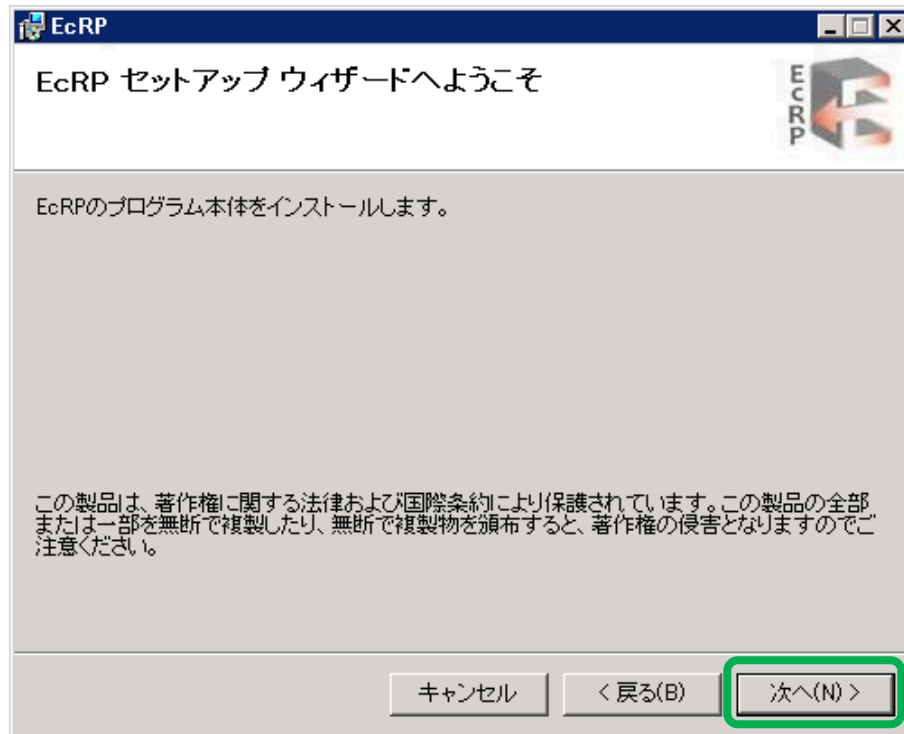 EcRP
EcRP セットアップ ウィザードへようこそ
EcRP
EcRPのプログラム本体をインストールします。
この製品は、著作権に関する法律および国際条約により保護されています。この製品の全部
または一部を無断で複製したり、無断で複製物を頒布すると、著作権の侵害となりますのでご
注意ください。
キャンセル
< 戻る(B)
次へ(N) >